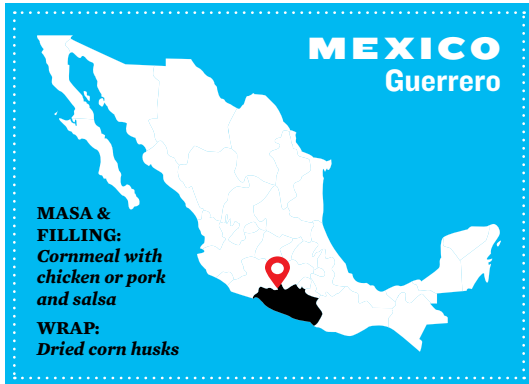 MEXICO
Guerrero
MASA &
FILLING:
Cornmeal with
chicken or pork
and salsa
WRAP:
Dried corn husks